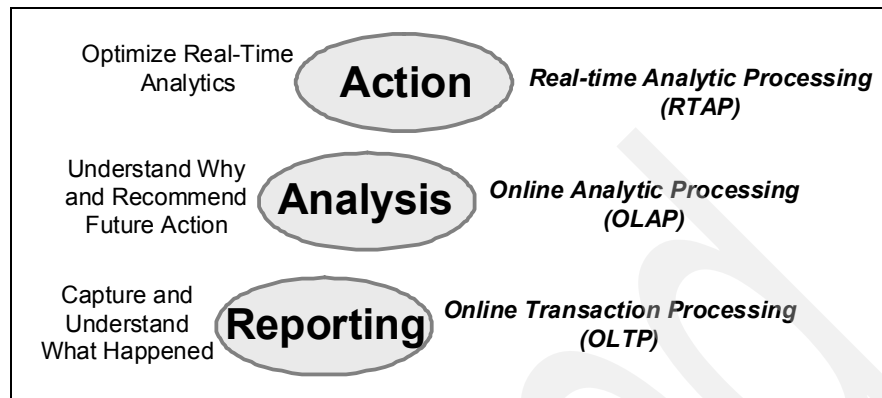 Optimize Real-Time
Analytics
Action
Real-time Analytic Processing
(RTAP)
Understand Why
and Recommend
Future Action
Analysis
Online Analytic Processing
(OLAP)
Capture and
Understand
What Happened
Reporting
Online Transaction Processing
(OLTP)